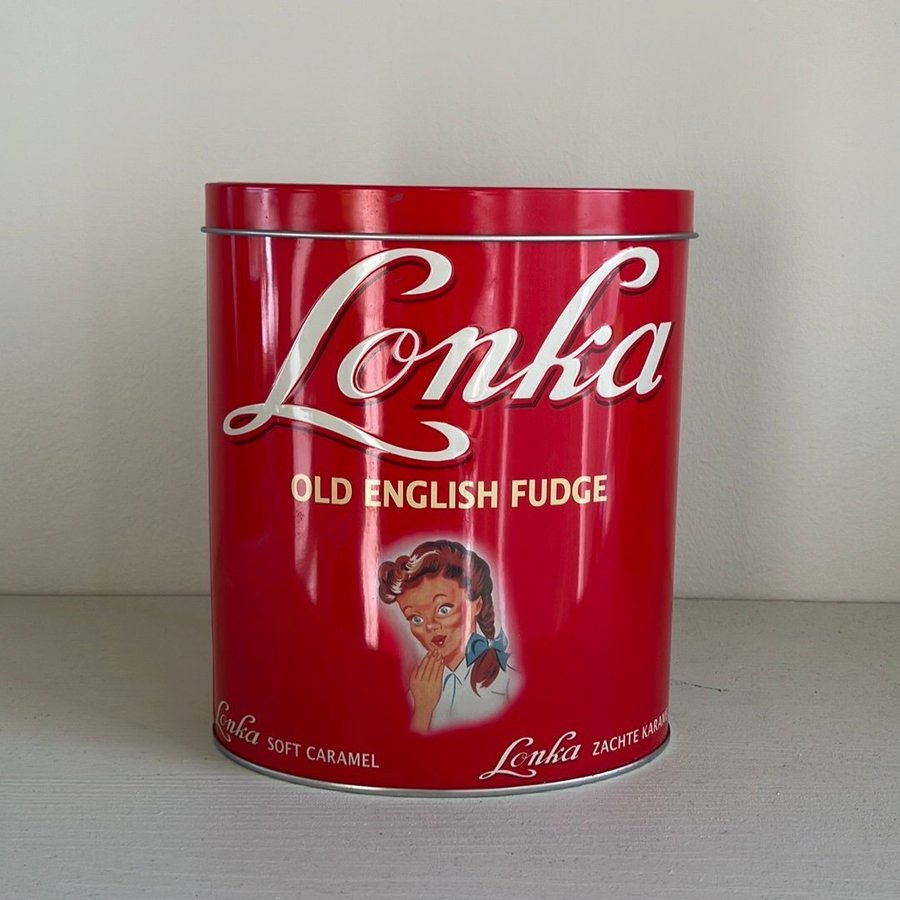 Lonka
OLD ENGLISH FUDGE
Lonka SOFT CARAMEL
Lonka ZACHTE